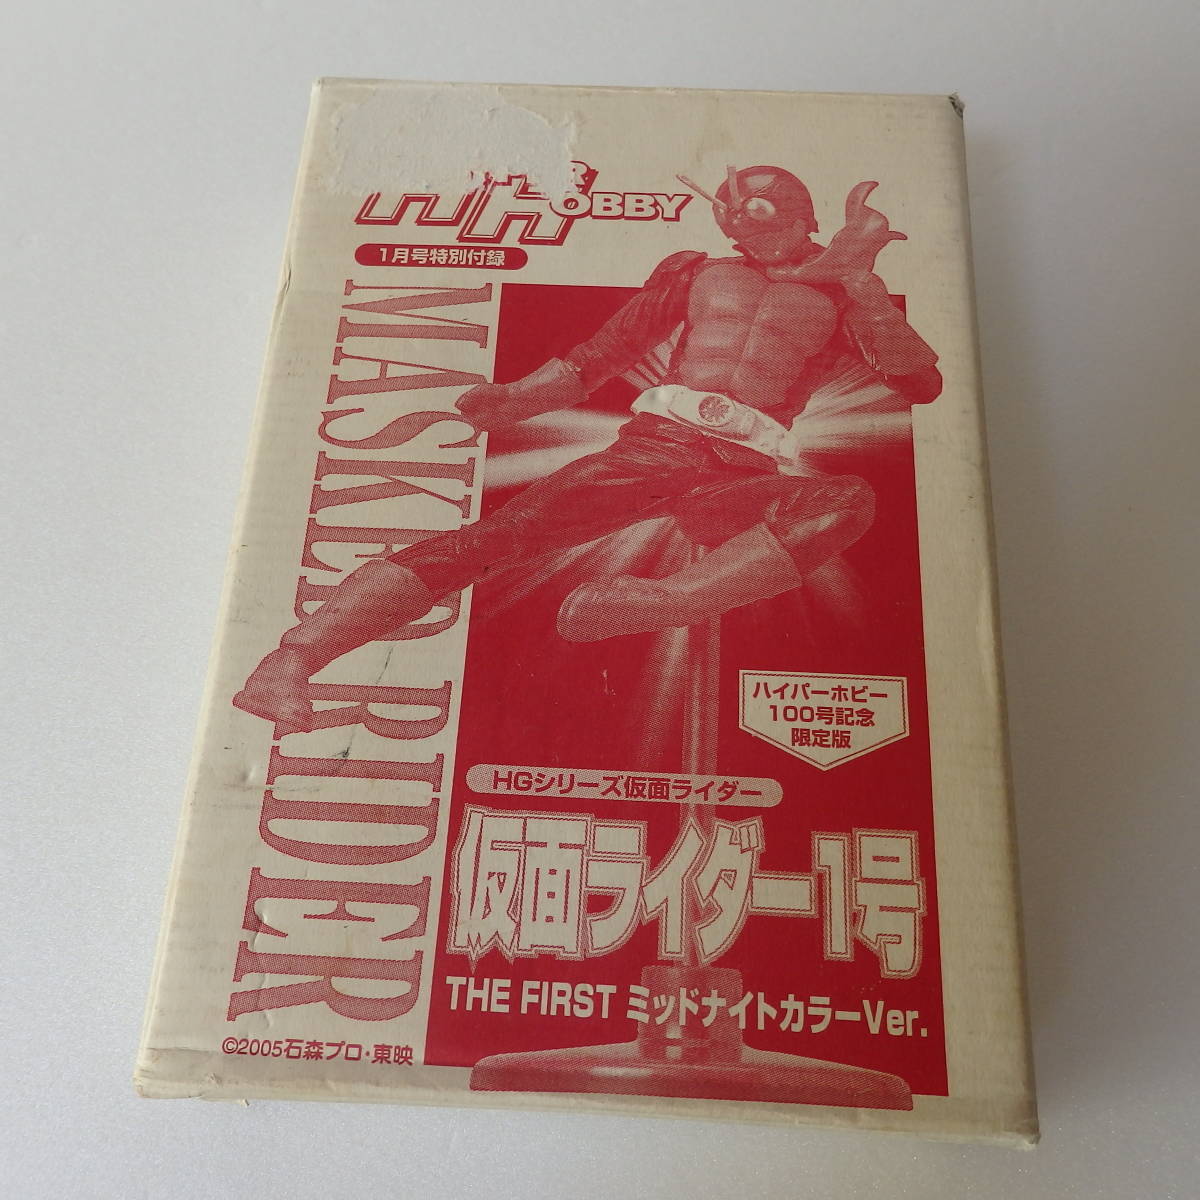 HOBBY
1月号特別付録
MASKED RIDER
ハイパーホビー
100号記念
限定版
HGシリーズ仮面ライダー
仮面ライダー1号
THE FIRST ミッドナイトカラーVer.
©2005石森プロ・東映